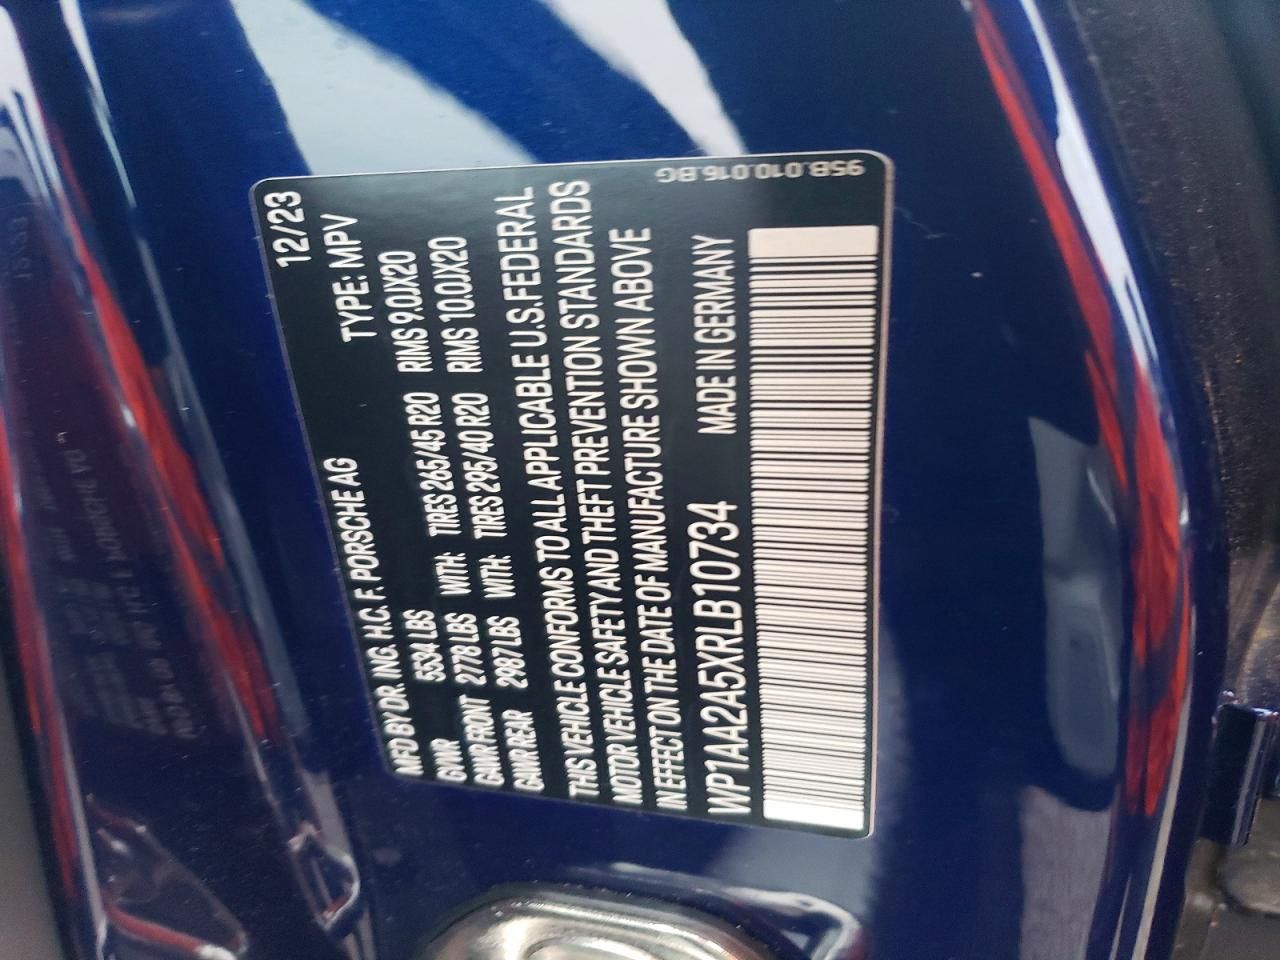 12/23
MFD BY DR. ING. H.C. F. PORSCHE AG TYPE: MPV
GVWR 5534 LBS
GAWR FRONT 2778 LBS WITH: TIRES 265/45 R20 RIMS 9.0JX20
GAWR REAR 2987 LBS WITH: TIRES 295/40 R20 RIMS 10.0JX20
THIS VEHICLE CONFORMS TO ALL APPLICABLE U.S.FEDERAL
MOTOR VEHICLE SAFETY AND THEFT PREVENTION STANDARDS
IN EFFECT ON THE DATE OF MANUFACTURE SHOWN ABOVE
WP1AA2A5XRLB10734 MADE IN GERMANY
95B.010.016.BG